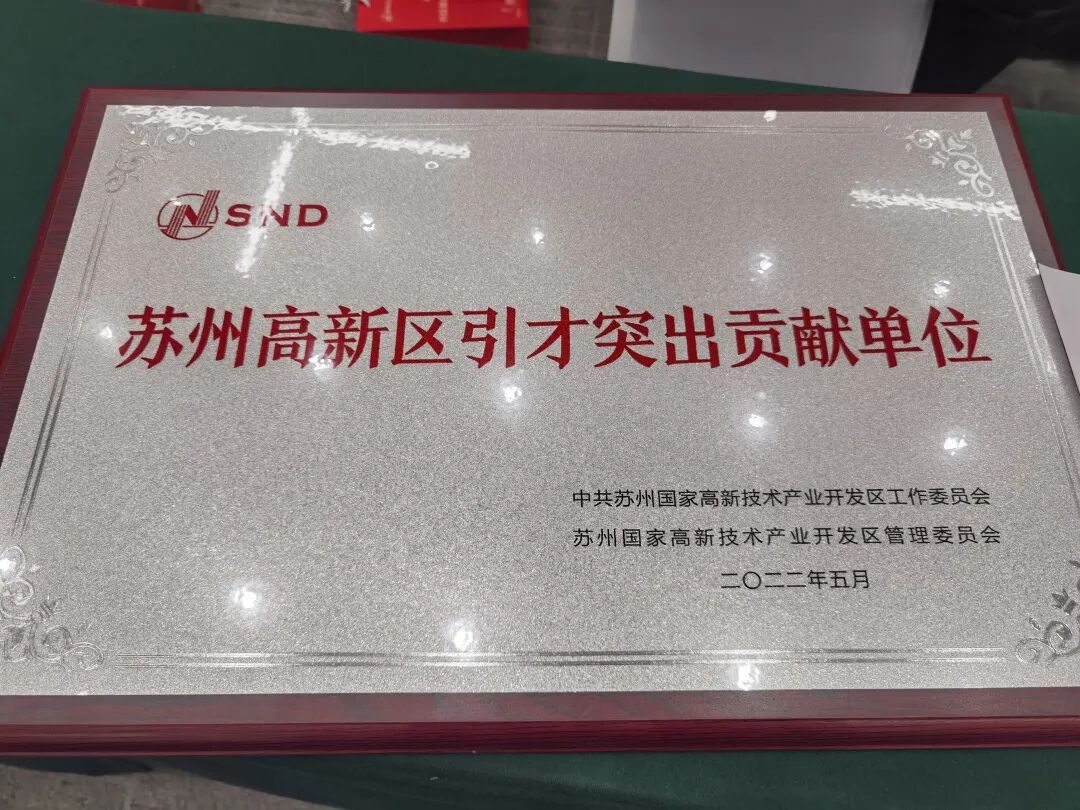 SND
苏州高新区引才突出贡献单位
中共苏州国家高新技术产业开发区工作委员会
苏州国家高新技术产业开发区管理委员会
二〇二二年五月